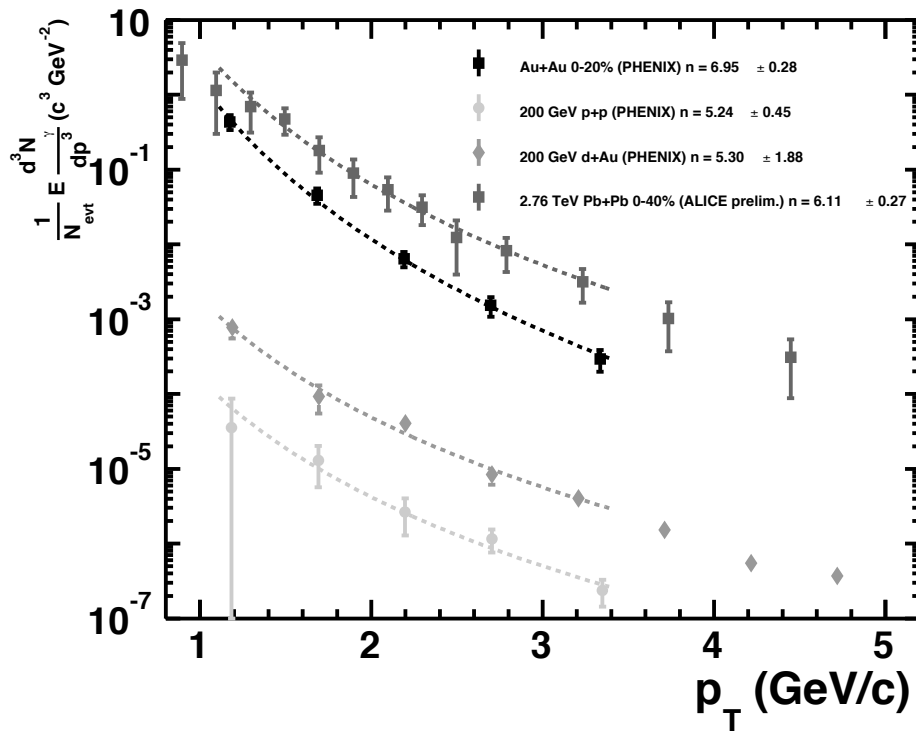 10
10⁻¹
10⁻³
10⁻⁵
10⁻⁷
1/N_evt E d³N^γ/dp³ (c³ GeV⁻²)
Au+Au 0-20% (PHENIX) n = 6.95 ± 0.28
200 GeV p+p (PHENIX) n = 5.24 ± 0.45
200 GeV d+Au (PHENIX) n = 5.30 ± 1.88
2.76 TeV Pb+Pb 0-40% (ALICE prelim.) n = 6.11 ± 0.27
1 2 3 4 5
p_T (GeV/c)